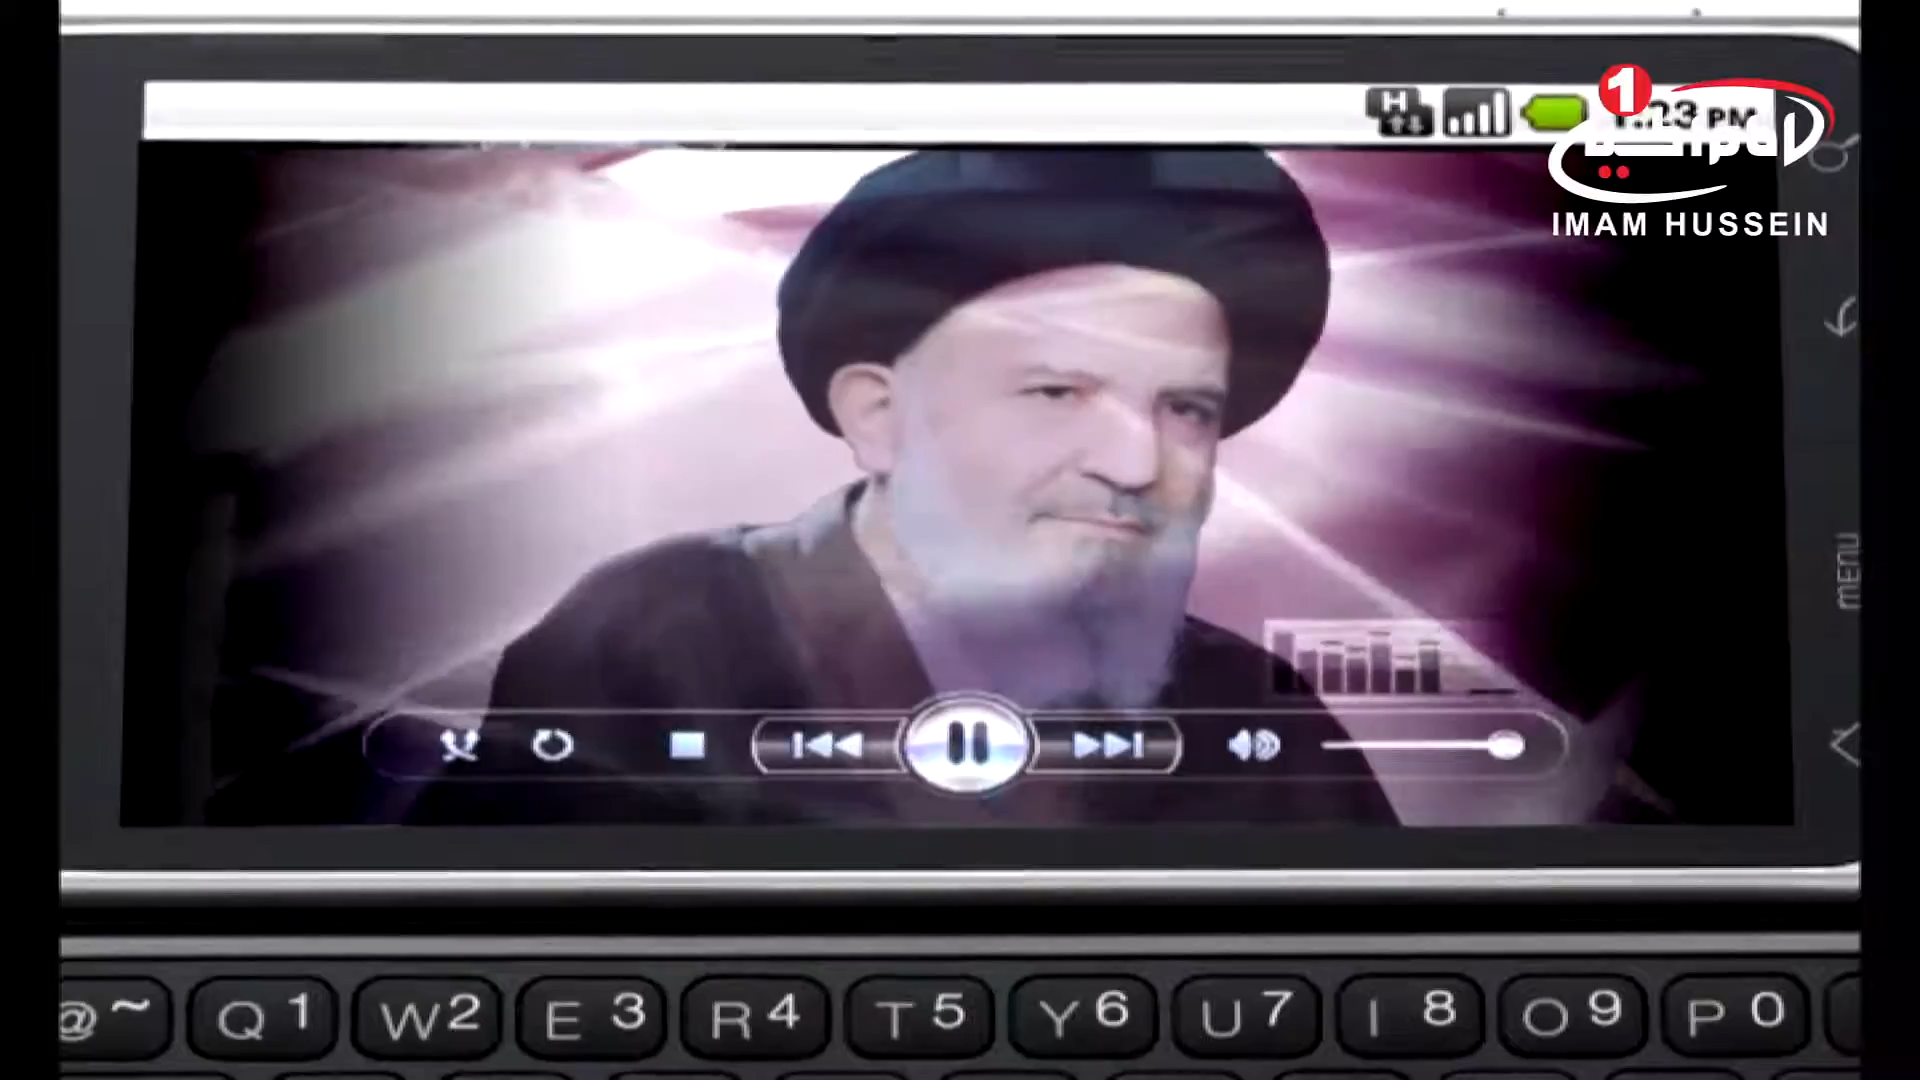 1
IMAM HUSSEIN
PM
menu
@ ~ Q 1 W 2 E 3 R 4 T 5 Y 6 U 7 I 8 O 9 P 0